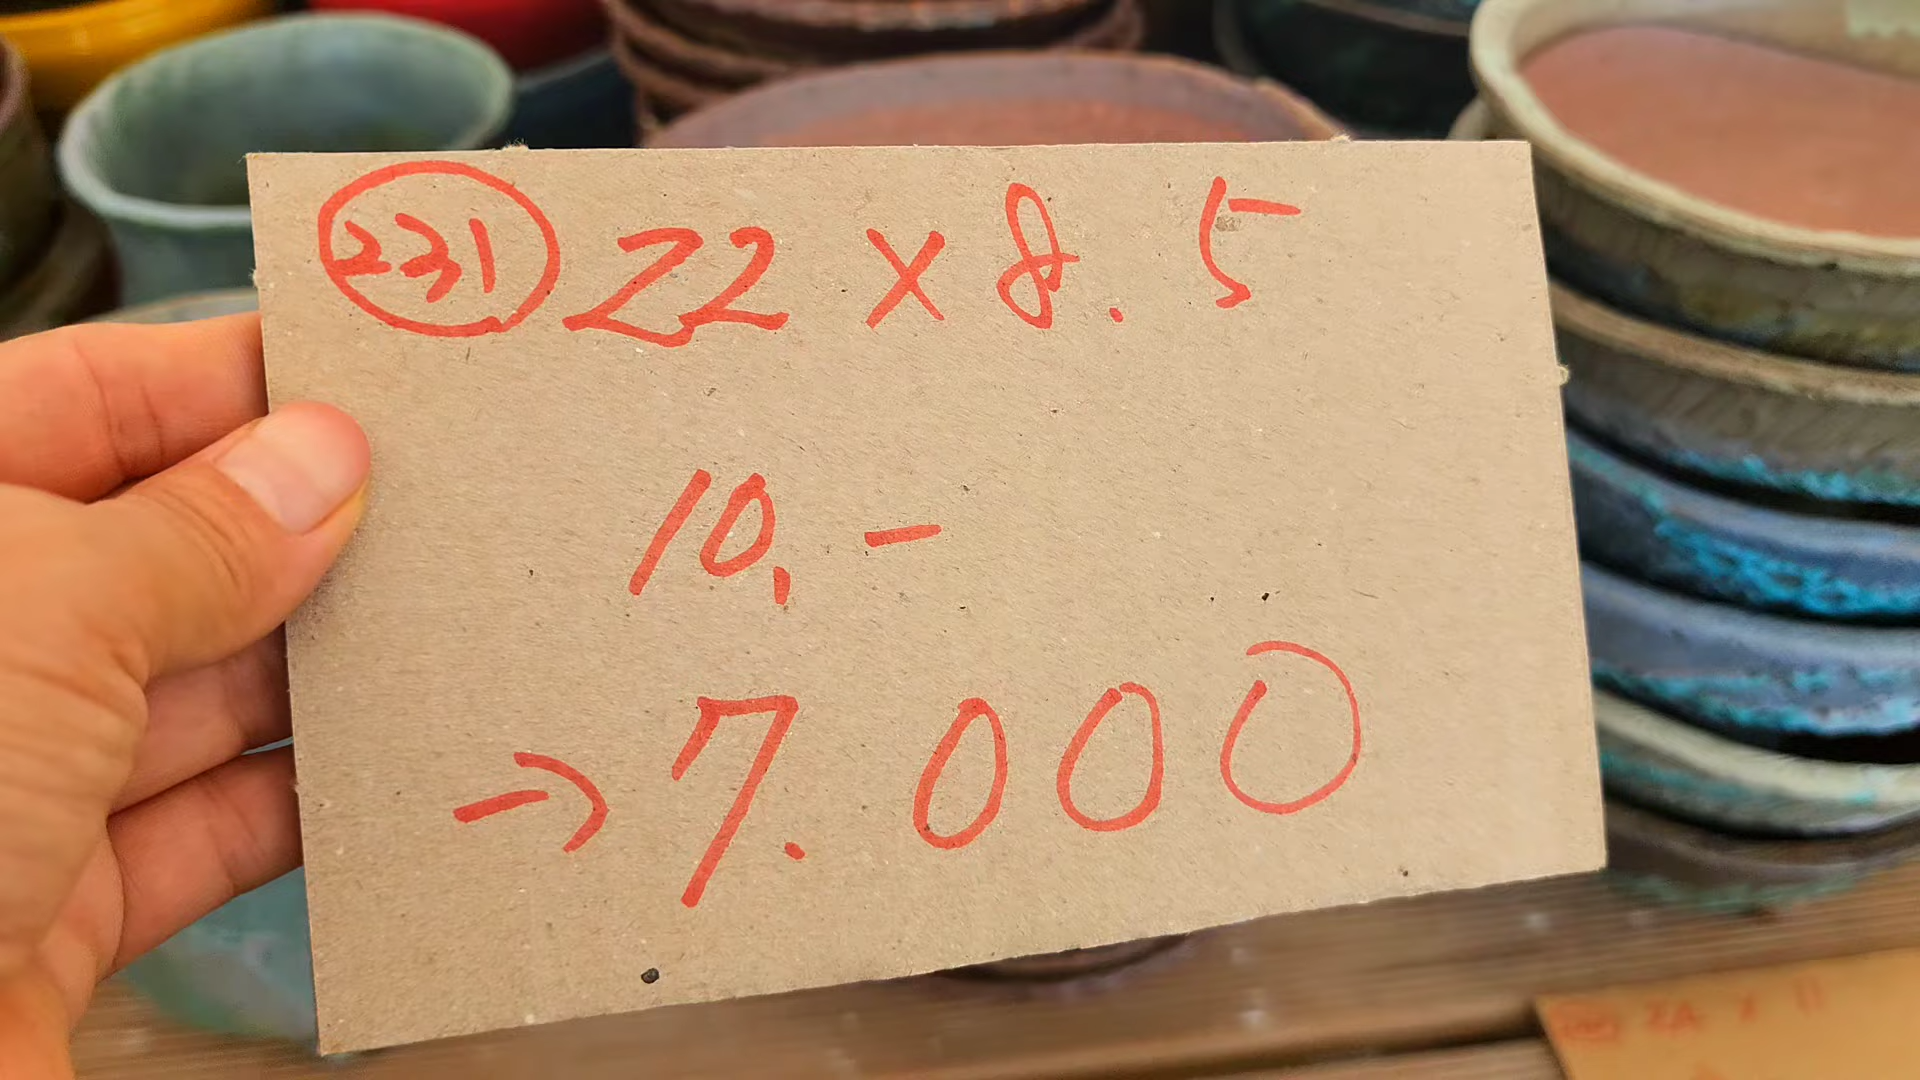 231 22 x 8.5
10,-
→ 7.000